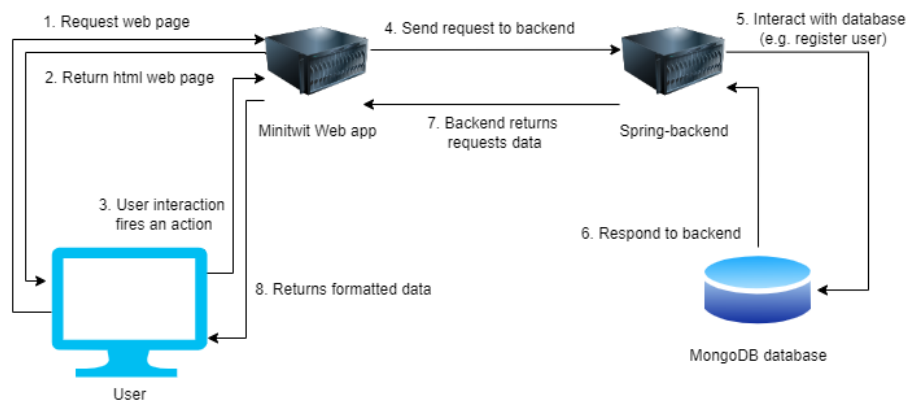 1. Request web page
2. Return html web page
Minitwit Web app
3. User interaction
fires an action
4. Send request to backend
5. Interact with database
(e.g. register user)
7. Backend returns
requests data
Spring-backend
6. Respond to backend
8. Returns formatted data
MongoDB database
User